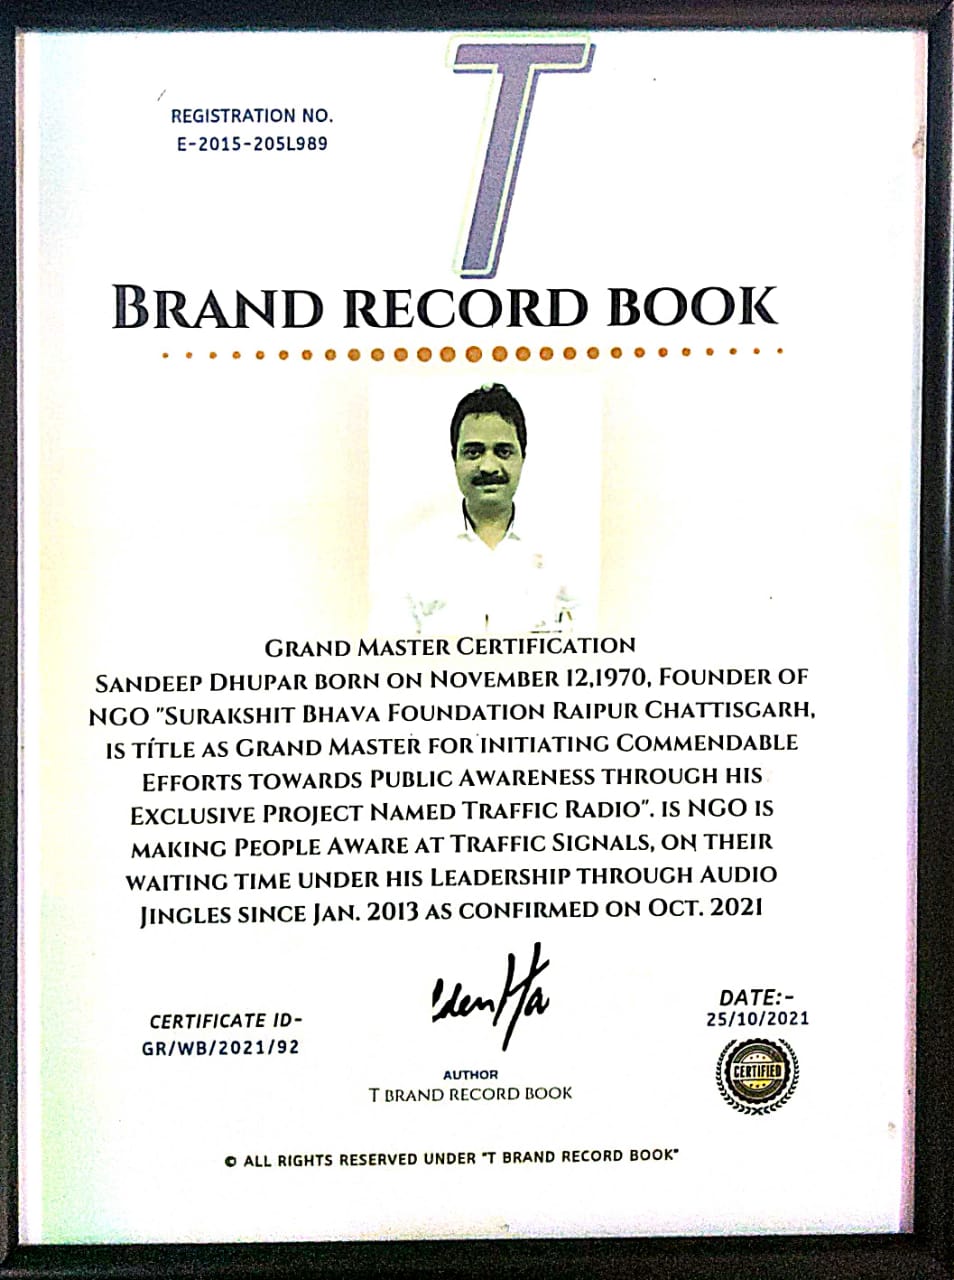 REGISTRATION NO.
E-2015-205L989
T
BRAND RECORD BOOK
GRAND MASTER CERTIFICATION
SANDEEP DHUPAR BORN ON NOVEMBER 12,1970, FOUNDER OF
NGO "SURAKSHIT BHAVA FOUNDATION RAIPUR CHATTISGARH,
IS TITLE AS GRAND MASTER FOR INITIATING COMMENDABLE
EFFORTS TOWARDS PUBLIC AWARENESS THROUGH HIS
EXCLUSIVE PROJECT NAMED TRAFFIC RADIO". IS NGO IS
MAKING PEOPLE AWARE AT TRAFFIC SIGNALS, ON THEIR
WAITING TIME UNDER HIS LEADERSHIP THROUGH AUDIO
JINGLES SINCE JAN. 2013 AS CONFIRMED ON OCT. 2021
CERTIFICATE ID-
GR/WB/2021/92
AUTHOR
T BRAND RECORD BOOK
DATE:-
25/10/2021
CERTIFIED
© ALL RIGHTS RESERVED UNDER "T BRAND RECORD BOOK"